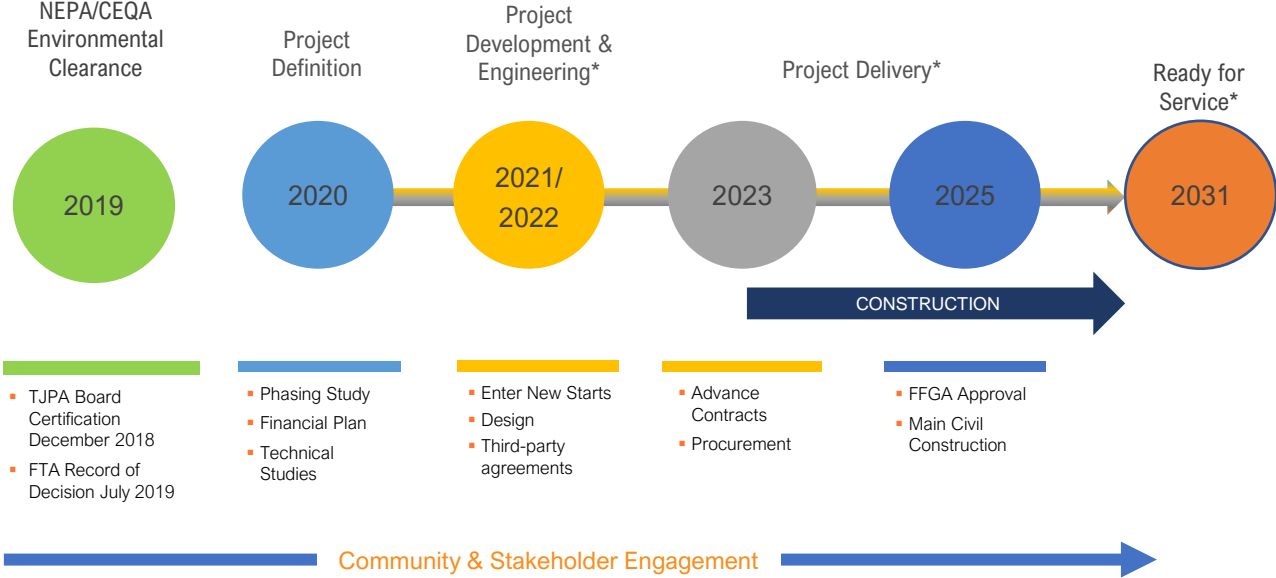 NEPA/CEQA
Environmental
Clearance
Project
Definition
Project
Development &
Engineering*
Project Delivery*
Ready for
Service*
2019
2020
2021/
2022
2023
2025
2031
CONSTRUCTION
▪ TJPA Board
Certification
December 2018
▪ FTA Record of
Decision July 2019
▪ Phasing Study
▪ Financial Plan
▪ Technical
Studies
▪ Enter New Starts
▪ Design
▪ Third-party
agreements
▪ Advance
Contracts
▪ Procurement
▪ FFGA Approval
▪ Main Civil
Construction
Community & Stakeholder Engagement